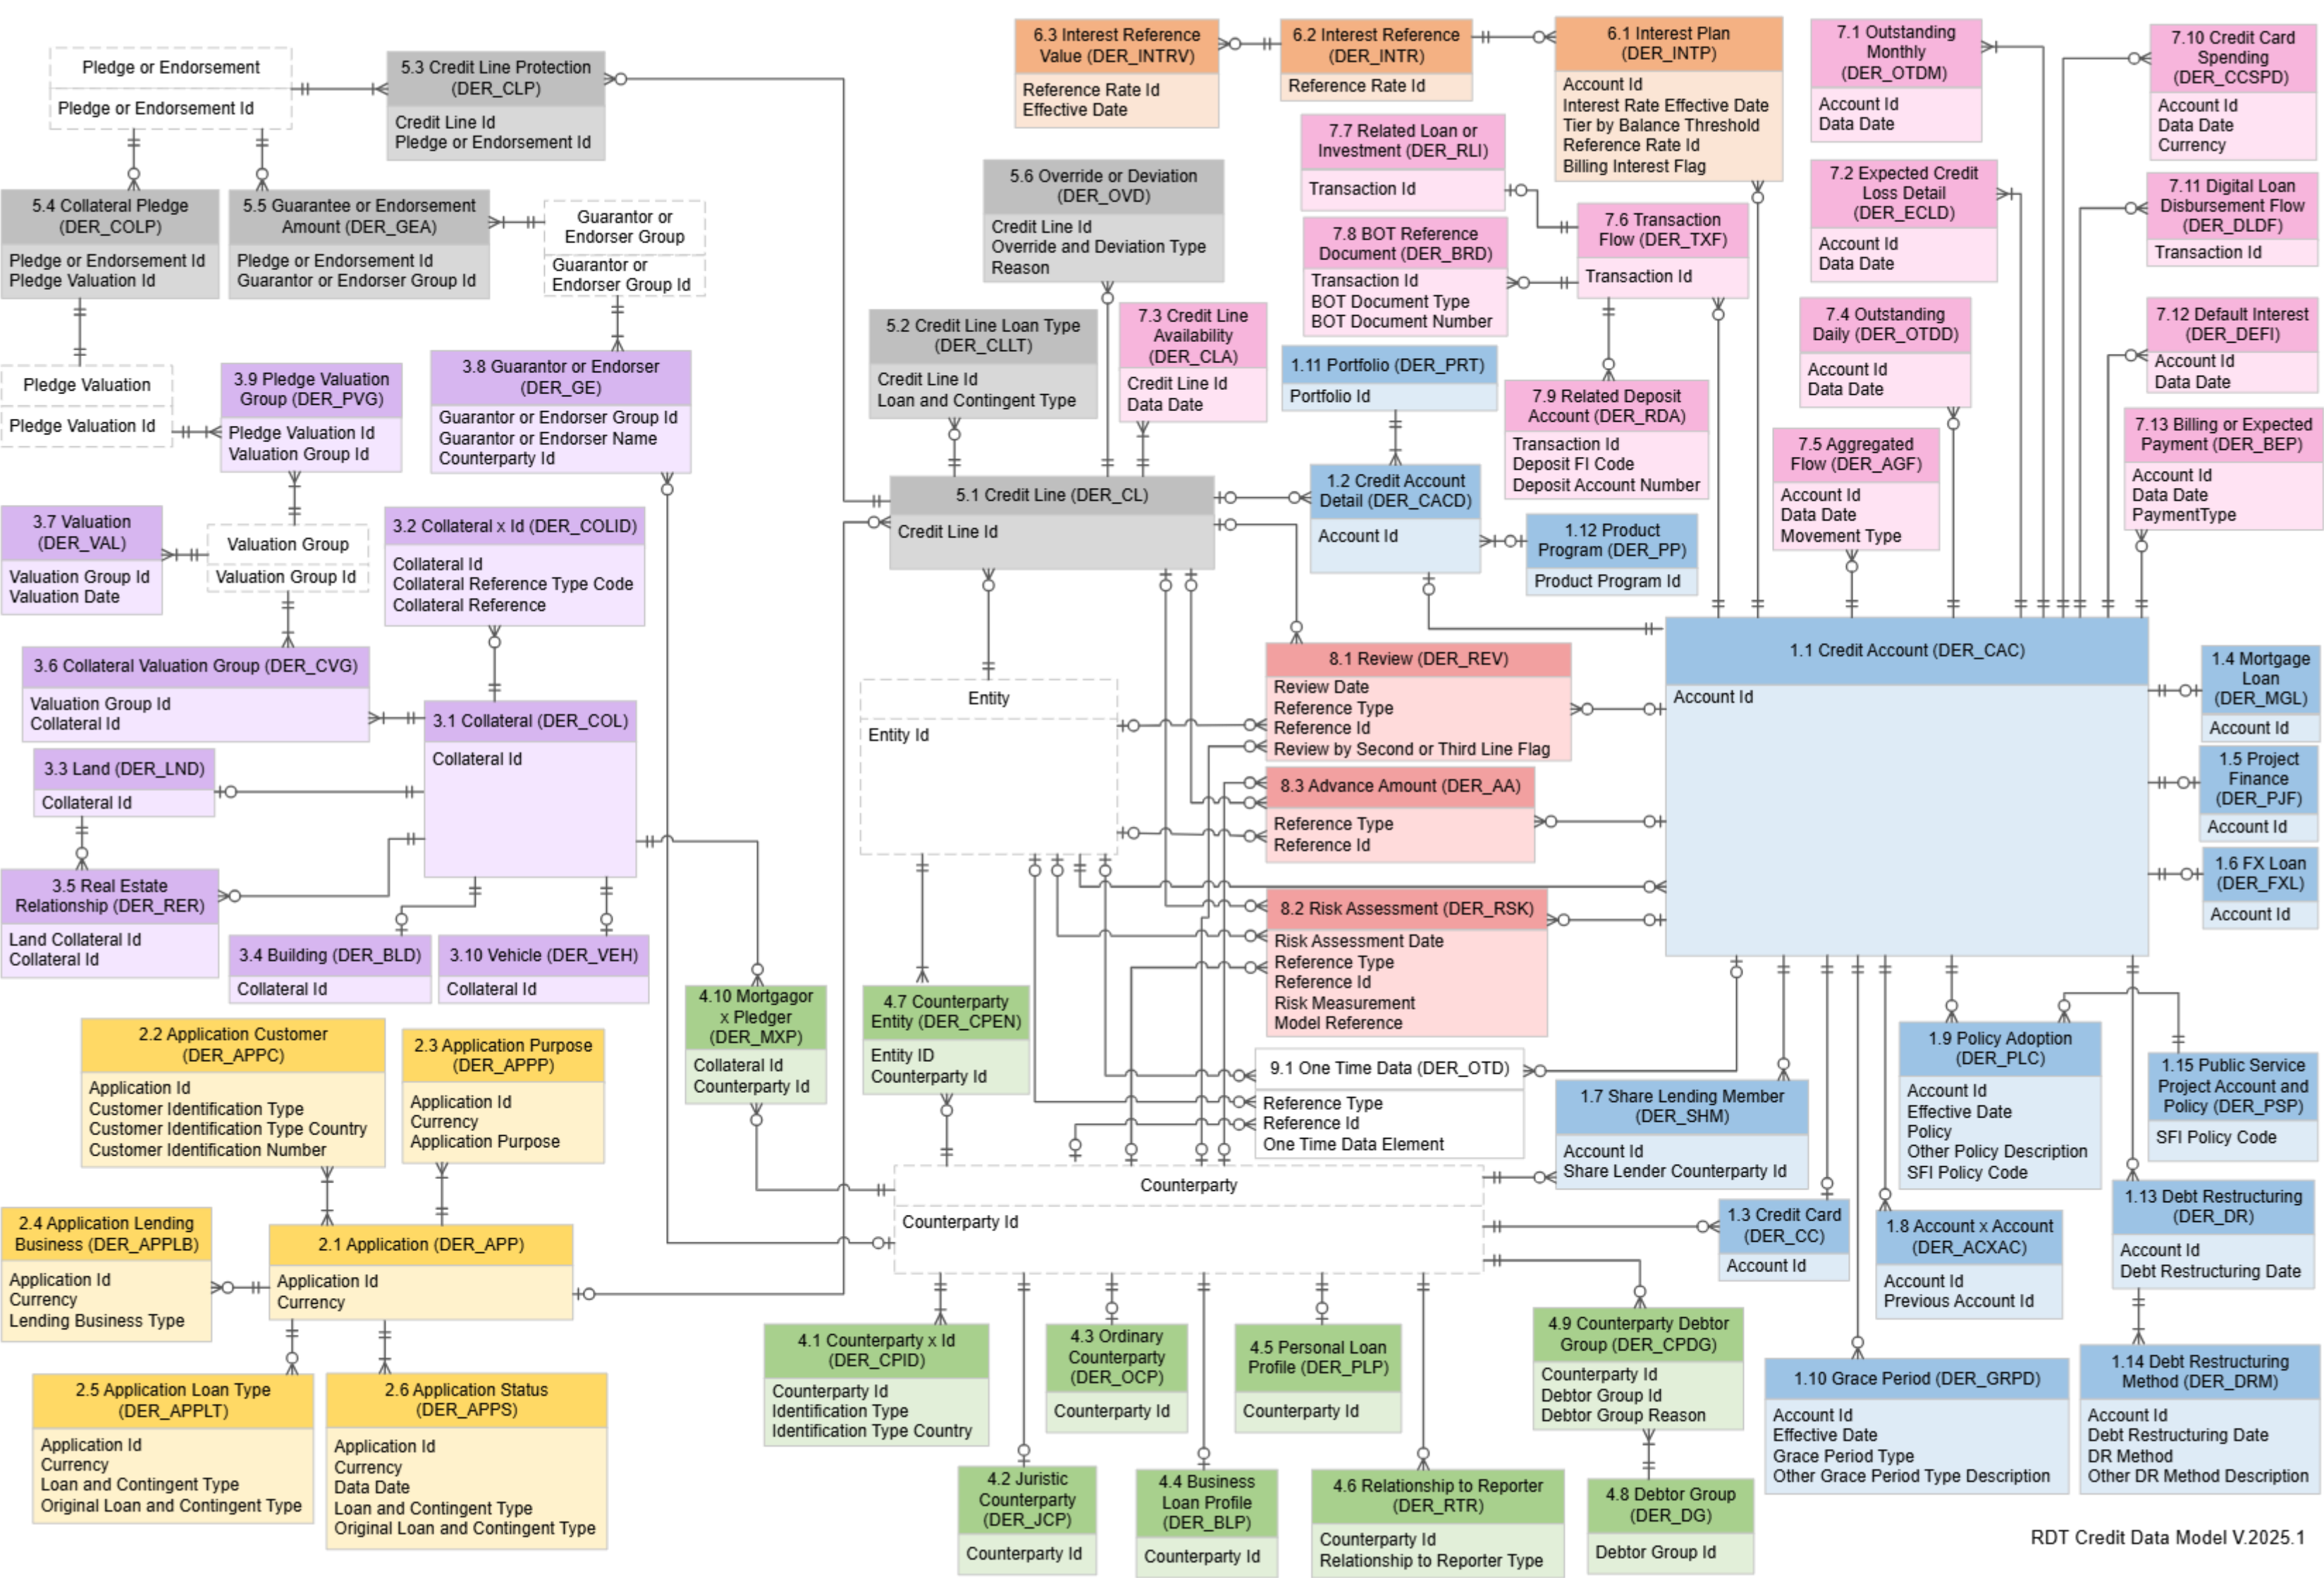 6.3 Interest Reference
Value (DER_INTRV)
Reference Rate Id
Effective Date
6.2 Interest Reference
(DER_INTR)
Reference Rate Id
6.1 Interest Plan
(DER_INTP)
Account Id
Interest Rate Effective Date
Tier by Balance Threshold
Reference Rate Id
Billing Interest Flag
7.1 Outstanding
Monthly
(DER_OTDM)
Account Id
Data Date
7.10 Credit Card
Spending
(DER_CCSPD)
Account Id
Data Date
Currency
Pledge or Endorsement
Pledge or Endorsement Id
5.3 Credit Line Protection
(DER_CLP)
Credit Line Id
Pledge or Endorsement Id
7.7 Related Loan or
Investment (DER_RLI)
Transaction Id
5.6 Override or Deviation
(DER_OVD)
Credit Line Id
Override and Deviation Type
Reason
7.2 Expected Credit
Loss Detail
(DER_ECLD)
Account Id
Data Date
7.11 Digital Loan
Disbursement Flow
(DER_DLDF)
Transaction Id
5.4 Collateral Pledge
(DER_COLP)
Pledge or Endorsement Id
Pledge Valuation Id
5.5 Guarantee or Endorsement
Amount (DER_GEA)
Pledge or Endorsement Id
Guarantor or Endorser Group Id
Guarantor or
Endorser Group
Guarantor or
Endorser Group Id
7.8 BOT Reference
Document (DER_BRD)
Transaction Id
BOT Document Type
BOT Document Number
7.6 Transaction
Flow (DER_TXF)
Transaction Id
5.2 Credit Line Loan Type
(DER_CLLT)
Credit Line Id
Loan and Contingent Type
7.3 Credit Line
Availability
(DER_CLA)
Credit Line Id
Data Date
7.4 Outstanding
Daily (DER_OTDD)
Account Id
Data Date
7.12 Default Interest
(DER_DEFI)
Account Id
Data Date
Pledge Valuation
Pledge Valuation Id
3.9 Pledge Valuation
Group (DER_PVG)
Pledge Valuation Id
Valuation Group Id
3.8 Guarantor or Endorser
(DER_GE)
Guarantor or Endorser Group Id
Guarantor or Endorser Name
Counterparty Id
1.11 Portfolio (DER_PRT)
Portfolio Id
7.9 Related Deposit
Account (DER_RDA)
Transaction Id
Deposit FI Code
Deposit Account Number
7.5 Aggregated
Flow (DER_AGF)
Account Id
Data Date
Movement Type
7.13 Billing or Expected
Payment (DER_BEP)
Account Id
Data Date
PaymentType
5.1 Credit Line (DER_CL)
Credit Line Id
1.2 Credit Account
Detail (DER_CACD)
Account Id
1.12 Product
Program (DER_PP)
Product Program Id
3.7 Valuation
(DER_VAL)
Valuation Group Id
Valuation Date
Valuation Group
Valuation Group Id
3.2 Collateral x Id (DER_COLID)
Collateral Id
Collateral Reference Type Code
Collateral Reference
3.6 Collateral Valuation Group (DER_CVG)
Valuation Group Id
Collateral Id
3.1 Collateral (DER_COL)
Collateral Id
Entity
Entity Id
8.1 Review (DER_REV)
Review Date
Reference Type
Reference Id
Review by Second or Third Line Flag
1.1 Credit Account (DER_CAC)
Account Id
1.4 Mortgage
Loan
(DER_MGL)
Account Id
3.3 Land (DER_LND)
Collateral Id
8.3 Advance Amount (DER_AA)
Reference Type
Reference Id
1.5 Project
Finance
(DER_PJF)
Account Id
3.5 Real Estate
Relationship (DER_RER)
Land Collateral Id
Collateral Id
1.6 FX Loan
(DER_FXL)
Account Id
8.2 Risk Assessment (DER_RSK)
Risk Assessment Date
Reference Type
Reference Id
Risk Measurement
Model Reference
3.4 Building (DER_BLD)
Collateral Id
3.10 Vehicle (DER_VEH)
Collateral Id
4.10 Mortgagor
x Pledger
(DER_MXP)
Collateral Id
Counterparty Id
4.7 Counterparty
Entity (DER_CPEN)
Entity ID
Counterparty Id
2.2 Application Customer
(DER_APPC)
Application Id
Customer Identification Type
Customer Identification Type Country
Customer Identification Number
2.3 Application Purpose
(DER_APPP)
Application Id
Currency
Application Purpose
9.1 One Time Data (DER_OTD)
Reference Type
Reference Id
One Time Data Element
1.7 Share Lending Member
(DER_SHM)
Account Id
Share Lender Counterparty Id
1.9 Policy Adoption
(DER_PLC)
Account Id
Effective Date
Policy
Other Policy Description
SFI Policy Code
1.15 Public Service
Project Account and
Policy (DER_PSP)
SFI Policy Code
Counterparty
Counterparty Id
2.4 Application Lending
Business (DER_APPLB)
Application Id
Currency
Lending Business Type
2.1 Application (DER_APP)
Application Id
Currency
1.3 Credit Card
(DER_CC)
Account Id
1.8 Account x Account
(DER_ACXAC)
Account Id
Previous Account Id
1.13 Debt Restructuring
(DER_DR)
Account Id
Debt Restructuring Date
4.1 Counterparty x Id
(DER_CPID)
Counterparty Id
Identification Type
Identification Type Country
4.3 Ordinary
Counterparty
(DER_OCP)
Counterparty Id
4.5 Personal Loan
Profile (DER_PLP)
Counterparty Id
4.9 Counterparty Debtor
Group (DER_CPDG)
Counterparty Id
Debtor Group Id
Debtor Group Reason
2.5 Application Loan Type
(DER_APPLT)
Application Id
Currency
Loan and Contingent Type
Original Loan and Contingent Type
2.6 Application Status
(DER_APPS)
Application Id
Currency
Data Date
Loan and Contingent Type
Original Loan and Contingent Type
1.10 Grace Period (DER_GRPD)
Account Id
Effective Date
Grace Period Type
Other Grace Period Type Description
1.14 Debt Restructuring
Method (DER_DRM)
Account Id
Debt Restructuring Date
DR Method
Other DR Method Description
4.2 Juristic
Counterparty
(DER_JCP)
Counterparty Id
4.4 Business
Loan Profile
(DER_BLP)
Counterparty Id
4.6 Relationship to Reporter
(DER_RTR)
Counterparty Id
Relationship to Reporter Type
4.8 Debtor Group
(DER_DG)
Debtor Group Id
RDT Credit Data Model V.2025.1